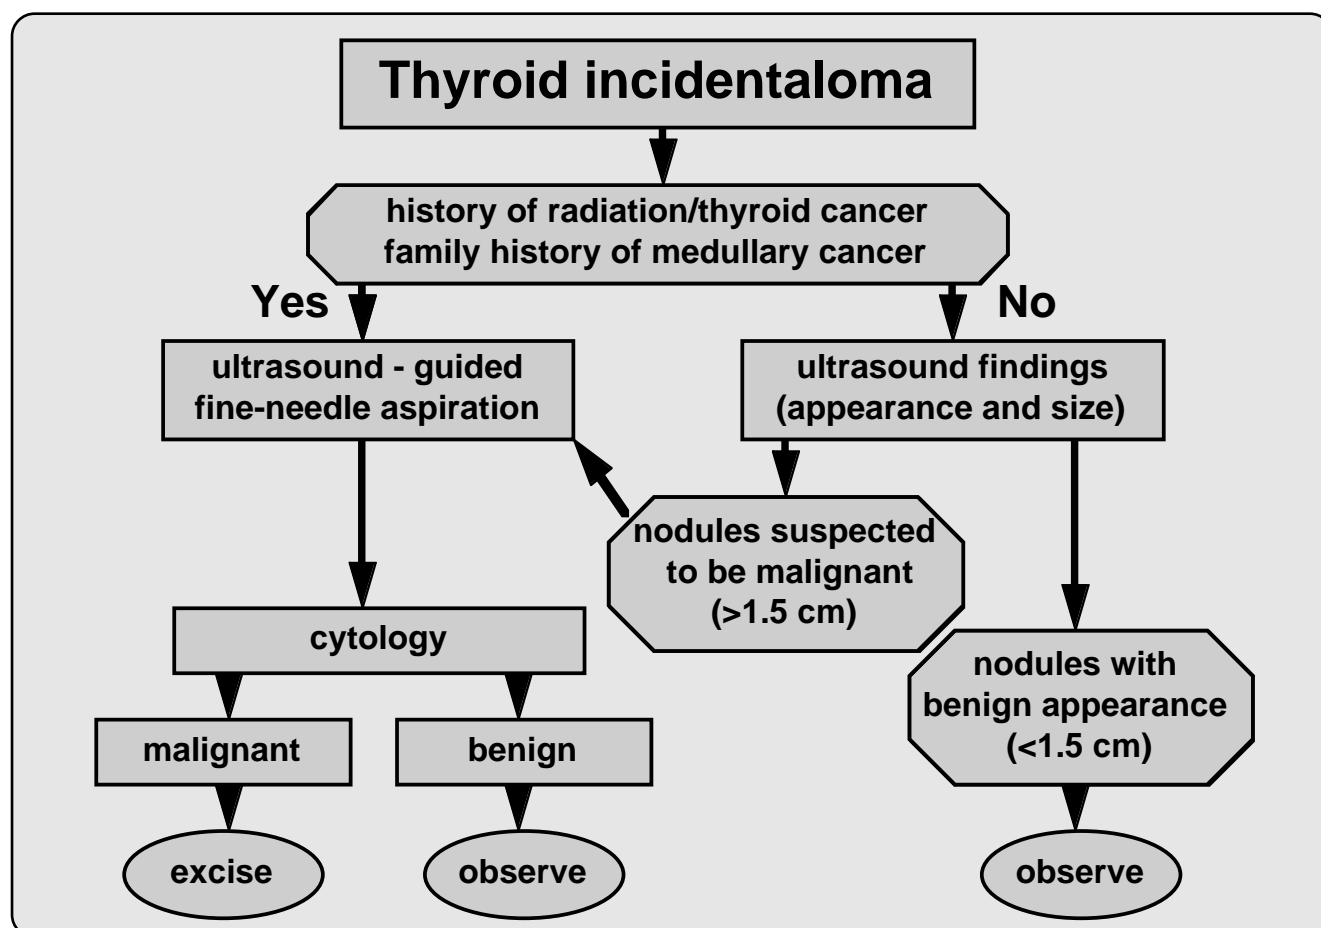 Thyroid incidentaloma
history of radiation/thyroid cancer
family history of medullary cancer
Yes
No
ultrasound - guided
fine-needle aspiration
ultrasound findings
(appearance and size)
nodules suspected
to be malignant
(>1.5 cm)
cytology
nodules with
benign appearance
(<1.5 cm)
malignant
benign
excise
observe
observe